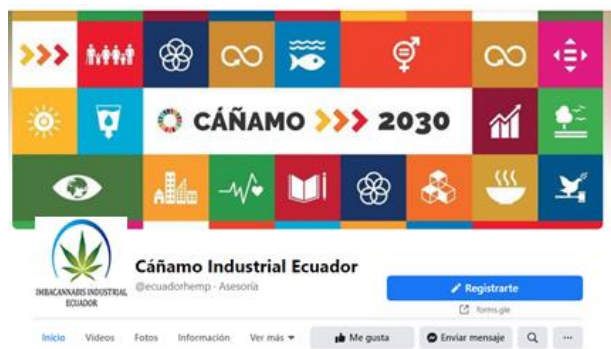 CÁÑAMO >>> 2030
IMBACANNABIS INDUSTRIAL
ECUADOR
Cáñamo Industrial Ecuador
@ecuadorhemp · Asesoría
Registrarte
forms.gle
Inicio Videos Fotos Información Ver más Me gusta Enviar mensaje